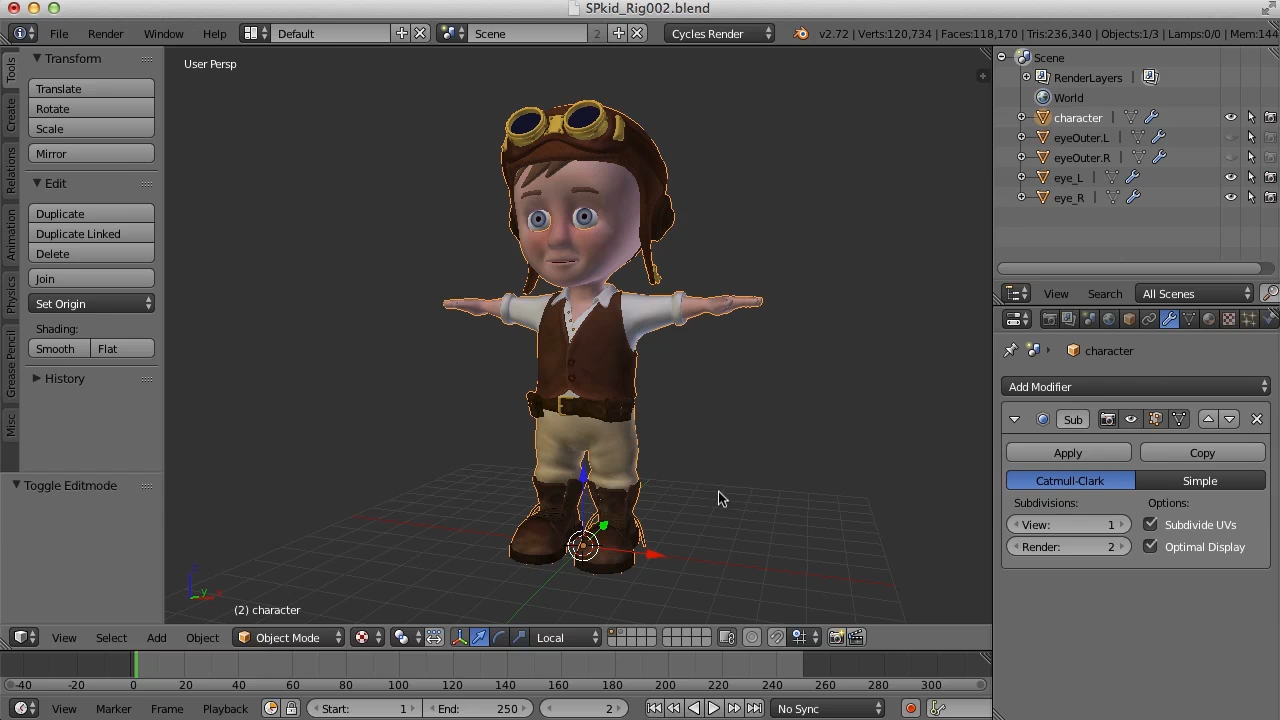 SPkid_Rig002.blend
File Render Window Help Default Scene 2 Cycles Render v2.72 | Verts:120,734 | Faces:118,170 | Tris:236,340 | Objects:1/3 | Lamps:0/0 | Mem:144
Tools
Create
Relations
Animation
Physics
Grease Pencil
Misc
Transform
Translate
Rotate
Scale
Mirror
Edit
Duplicate
Duplicate Linked
Delete
Join
Set Origin
Shading:
Smooth Flat
History
Toggle Editmode
User Persp
(2) character
z
y
x
View Select Add Object Object Mode Local
-40 -20 0 20 40 60 80 100 120 140 160 180 200 220 240 260 280 300
View Marker Frame Playback Start: 1 End: 250 2 No Sync
Scene
RenderLayers |
World
character |
eyeOuter.L |
eyeOuter.R |
eye_L |
eye_R |
View Search All Scenes
character
Add Modifier
Sub
Apply Copy
Catmull-Clark Simple
Subdivisions: Options:
View: 1 Subdivide UVs
Render: 2 Optimal Display